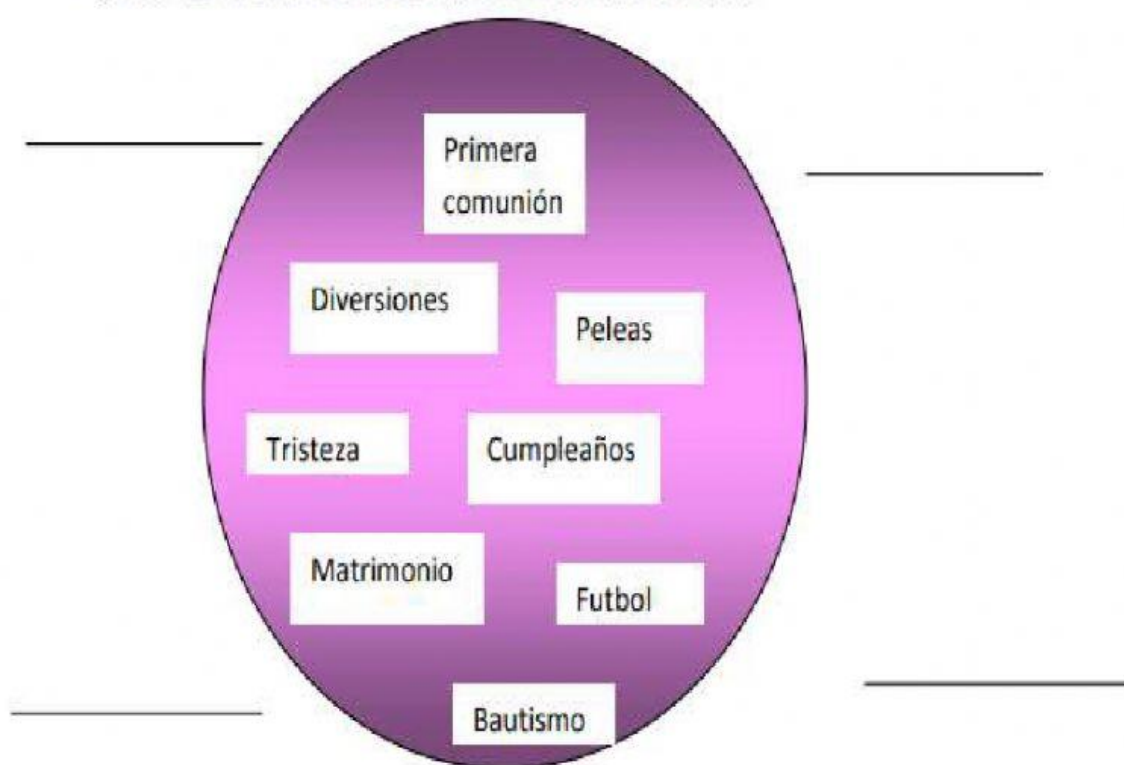 Primera
comunión
Diversiones
Peleas
Tristeza
Cumpleaños
Matrimonio
Futbol
Bautismo